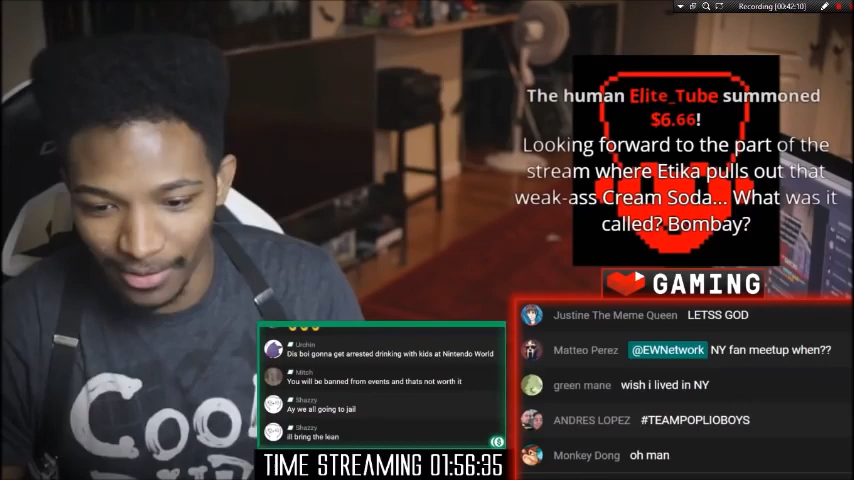 Recording [00:42:10]
The human Elite_Tube summoned
$6.66!
Looking forward to the part of the
stream where Etika pulls out that
weak-ass Cream Soda... What was it
called? Bombay?
GAMING
Justine The Meme Queen LETSS GOD
Matteo Perez @EWNetwork NY fan meetup when??
green mane wish i lived in NY
ANDRES LOPEZ #TEAMPOPLIOBOYS
Monkey Dong oh man
Urchin
Dis boi gonna get arrested drinking with kids at Nintendo World
Mitch
You will be banned from events and thats not worth it
Shazzy
Ay we all going to jail
Shazzy
ill bring the lean
TIME STREAMING 01:56:35
Coo